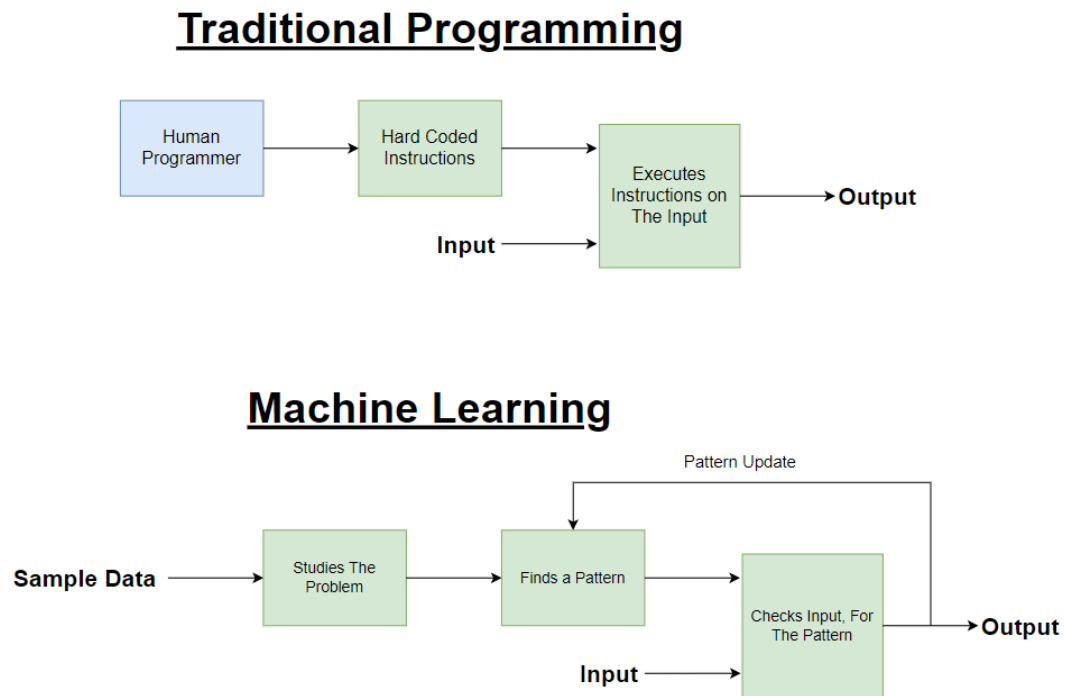 Traditional Programming
Human
Programmer
Hard Coded
Instructions
Executes
Instructions on
The Input
Output
Input
Machine Learning
Pattern Update
Sample Data
Studies The
Problem
Finds a Pattern
Checks Input, For
The Pattern
Output
Input